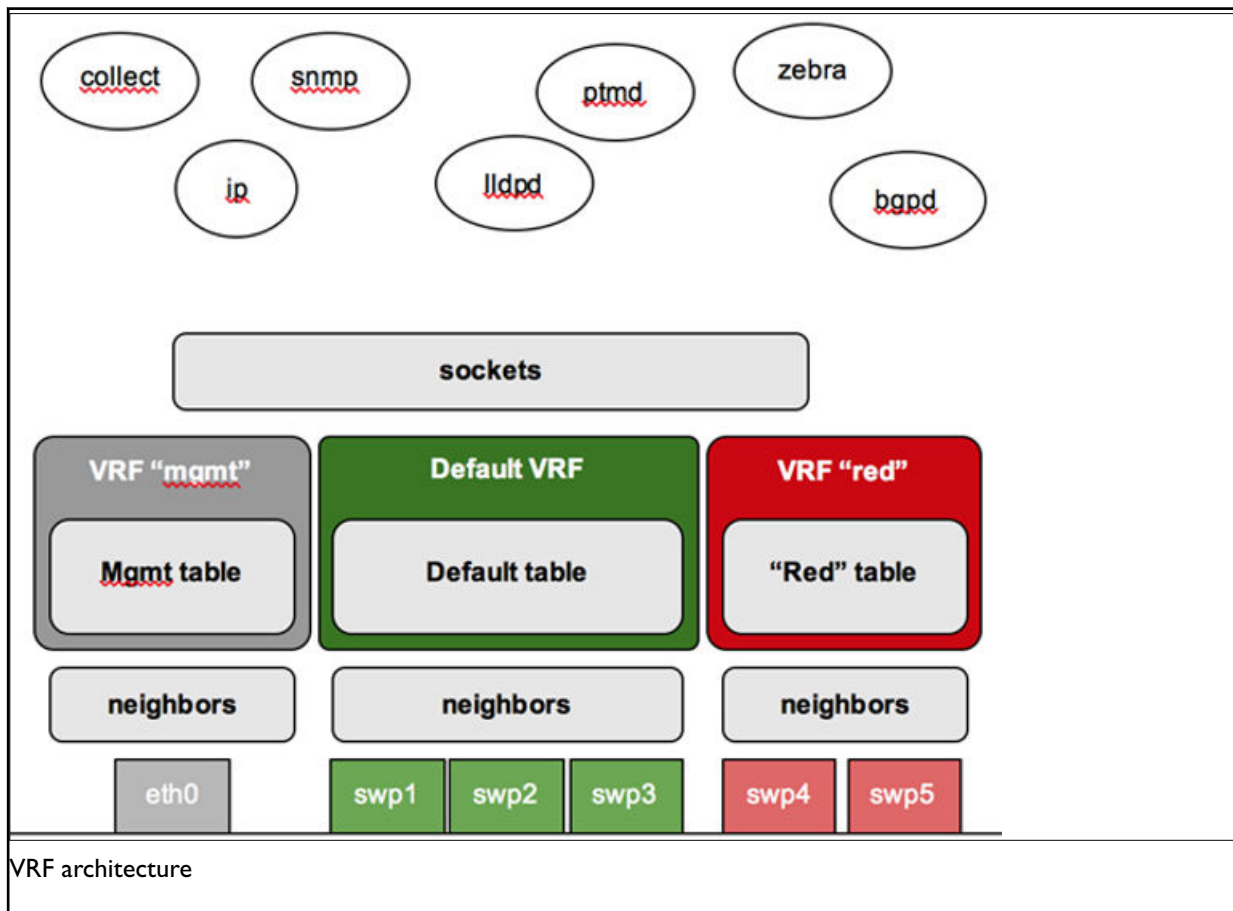 collect
snmp
ptmd
zebra
ip
lldpd
bgpd
sockets
VRF “mgmt”
Default VRF
VRF “red”
Mgmt table
Default table
“Red” table
neighbors
neighbors
neighbors
eth0
swp1
swp2
swp3
swp4
swp5
VRF architecture